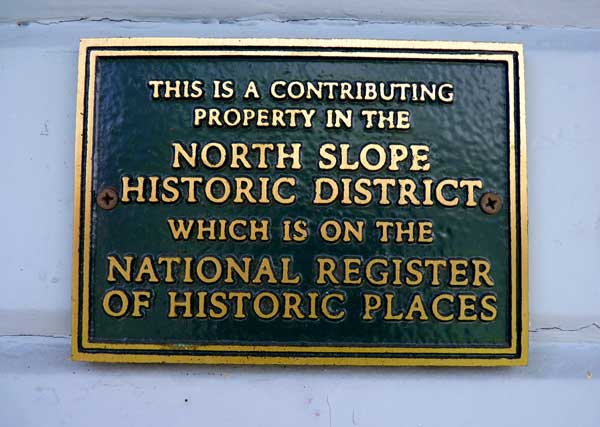 THIS IS A CONTRIBUTING
PROPERTY IN THE
NORTH SLOPE
HISTORIC DISTRICT
WHICH IS ON THE
NATIONAL REGISTER
OF HISTORIC PLACES